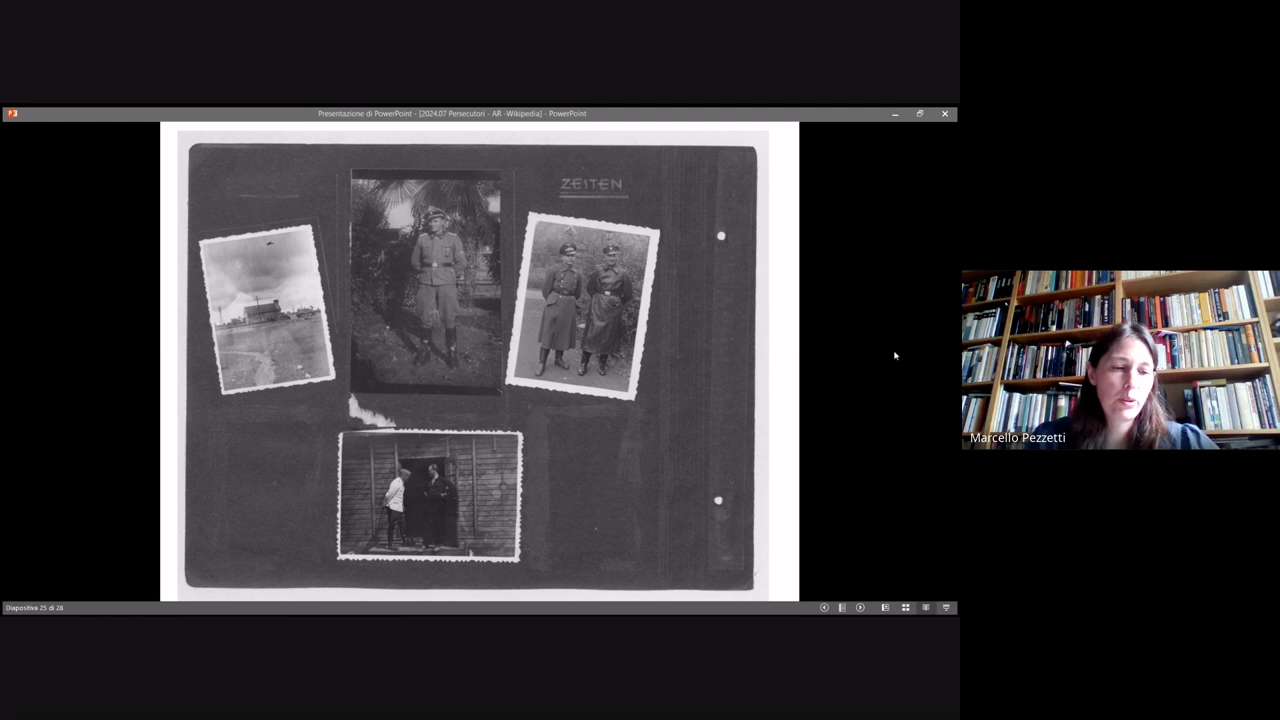 Presentazione di PowerPoint - [2024.07 Persecutori - AR -Wikipedia] - PowerPoint
ZEITEN
Marcello Pezzetti
Diapositiva 25 di 28